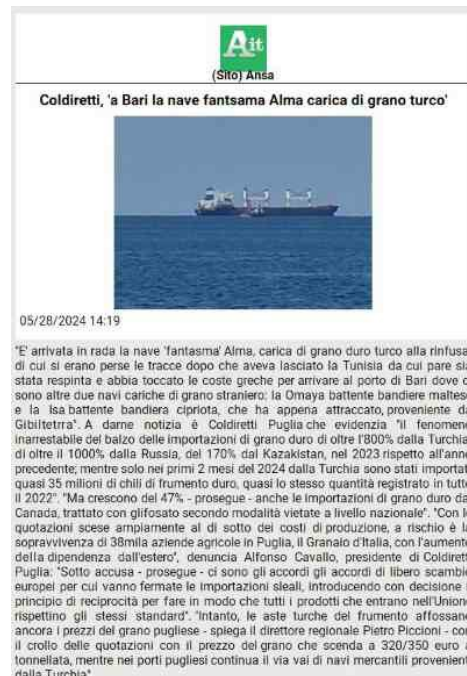 Ait
(Sito) Ansa
Coldiretti, 'a Bari la nave fantsama Alma carica di grano turco'
05/28/2024 14:19
"E' arrivata in rada la nave 'fantasma' Alma, carica di grano duro turco alla rinfusa
di cui si erano perse le tracce dopo che aveva lasciato la Tunisia da cui pare sia
stata respinta e abbia toccato le coste greche per arrivare al porto di Bari dove
sono altre due navi cariche di grano straniero: la Omaya battente bandiere maltese
e la Isa battente bandiera cipriota, che ha appena attraccato, proveniente da
Gibiltetrra". A darne notizia è Coldiretti Puglia che evidenzia "il fenomeno
inarrestabile del balzo delle importazioni di grano duro di oltre l'800% dalla Turchia
di oltre il 1000% dalla Russia, del 170% dal Kazakistan, nel 2023 rispetto all'anno
precedente; mentre solo nei primi 2 mesi del 2024 dalla Turchia sono stati importat
quasi 35 milioni di chili di frumento duro, quasi lo stesso quantità registrato in tutto
il 2022". "Ma crescono del 47% - prosegue - anche le importazioni di grano duro da
Canada, trattato con glifosato secondo modalità vietate a livello nazionale". "Con le
quotazioni scese ampiamente al di sotto dei costi di produzione, a rischio è la
sopravvivenza di 38mila aziende agricole in Puglia, il Granaio d'Italia, con l'aumento
della dipendenza dall'estero", denuncia Alfonso Cavallo, presidente di Coldirett
Puglia: "Sotto accusa - prosegue - ci sono gli accordi gli accordi di libero scambio
europei per cui vanno fermate le importazioni sleali, introducendo con decisione
principio di reciprocità per fare in modo che tutti i prodotti che entrano nell'Unione
rispettino gli stessi standard". "Intanto, le aste turche del frumento affossano
ancora i prezzi del grano pugliese - spiega il direttore regionale Pietro Piccioni - con
il crollo delle quotazioni con il prezzo del grano che scenda a 320/350 euro a
tonnellata, mentre nei porti pugliesi continua il via vai di navi mercantili provenient
dalla Turchia".